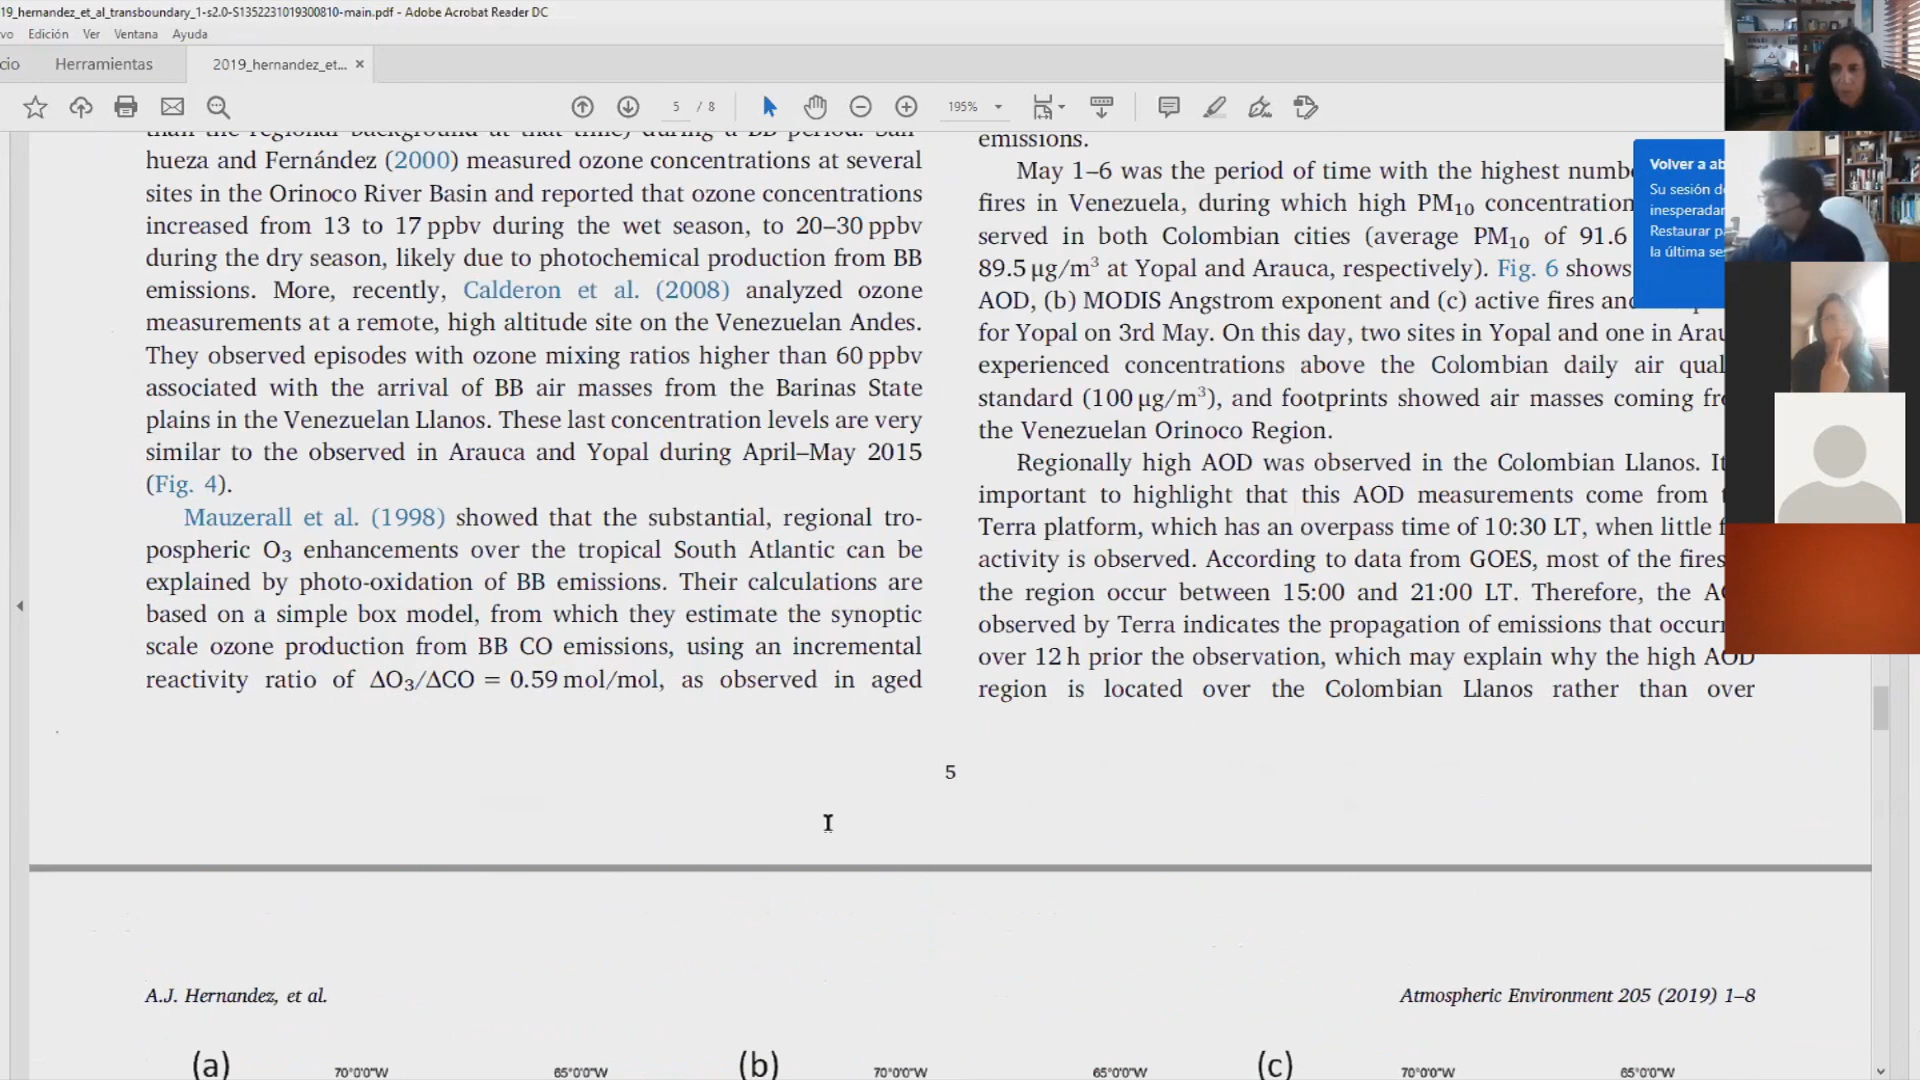 19_hernandez_et_al_transboundary_1-s2.0-S1352231019300810-main.pdf - Adobe Acrobat Reader DC
vo Edición Ver Ventana Ayuda
cio Herramientas 2019_hernandez_et... ×
5 / 8 195%
than the regional background at that time) during a BB period. San-
hueza and Fernández (2000) measured ozone concentrations at several
sites in the Orinoco River Basin and reported that ozone concentrations
increased from 13 to 17 ppbv during the wet season, to 20–30 ppbv
during the dry season, likely due to photochemical production from BB
emissions. More, recently, Calderon et al. (2008) analyzed ozone
measurements at a remote, high altitude site on the Venezuelan Andes.
They observed episodes with ozone mixing ratios higher than 60 ppbv
associated with the arrival of BB air masses from the Barinas State
plains in the Venezuelan Llanos. These last concentration levels are very
similar to the observed in Arauca and Yopal during April–May 2015
(Fig. 4).
Mauzerall et al. (1998) showed that the substantial, regional tro-
pospheric O₃ enhancements over the tropical South Atlantic can be
explained by photo-oxidation of BB emissions. Their calculations are
based on a simple box model, from which they estimate the synoptic
scale ozone production from BB CO emissions, using an incremental
reactivity ratio of ΔO₃/ΔCO = 0.59 mol/mol, as observed in aged
emissions.
May 1–6 was the period of time with the highest numb
fires in Venezuela, during which high PM₁₀ concentration
served in both Colombian cities (average PM₁₀ of 91.6
89.5 μg/m³ at Yopal and Arauca, respectively). Fig. 6 shows
AOD, (b) MODIS Angstrom exponent and (c) active fires an
for Yopal on 3rd May. On this day, two sites in Yopal and one in Arau
experienced concentrations above the Colombian daily air qual
standard (100 μg/m³), and footprints showed air masses coming fr
the Venezuelan Orinoco Region.
Regionally high AOD was observed in the Colombian Llanos. It
important to highlight that this AOD measurements come from t
Terra platform, which has an overpass time of 10:30 LT, when little f
activity is observed. According to data from GOES, most of the fires
the region occur between 15:00 and 21:00 LT. Therefore, the A
observed by Terra indicates the propagation of emissions that occurr
over 12 h prior the observation, which may explain why the high AOD
region is located over the Colombian Llanos rather than over
Volver a ab
Su sesión d
inesperadar
Restaurar p
la última se
5
A.J. Hernandez, et al.
Atmospheric Environment 205 (2019) 1–8
(a) 70°0'0"W 65°0'0"W (b) 70°0'0"W 65°0'0"W (c) 70°0'0"W 65°0'0"W